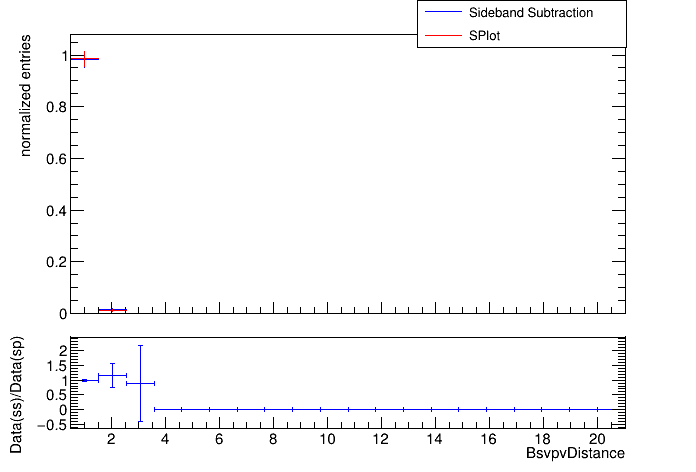 Sideband Subtraction
SPlot
normalized entries
1
0.8
0.6
0.4
0.2
0
Data(ss)/Data(sp)
2
1.5
1
0.5
0
−0.5
2 4 6 8 10 12 14 16 18 20
BsvpvDistance